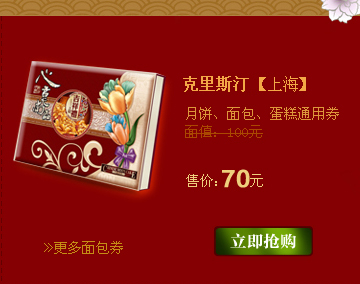 克里斯汀【上海】
月饼、面包、蛋糕通用券
面值：100元
售价：70元
立即抢购
>>更多面包券